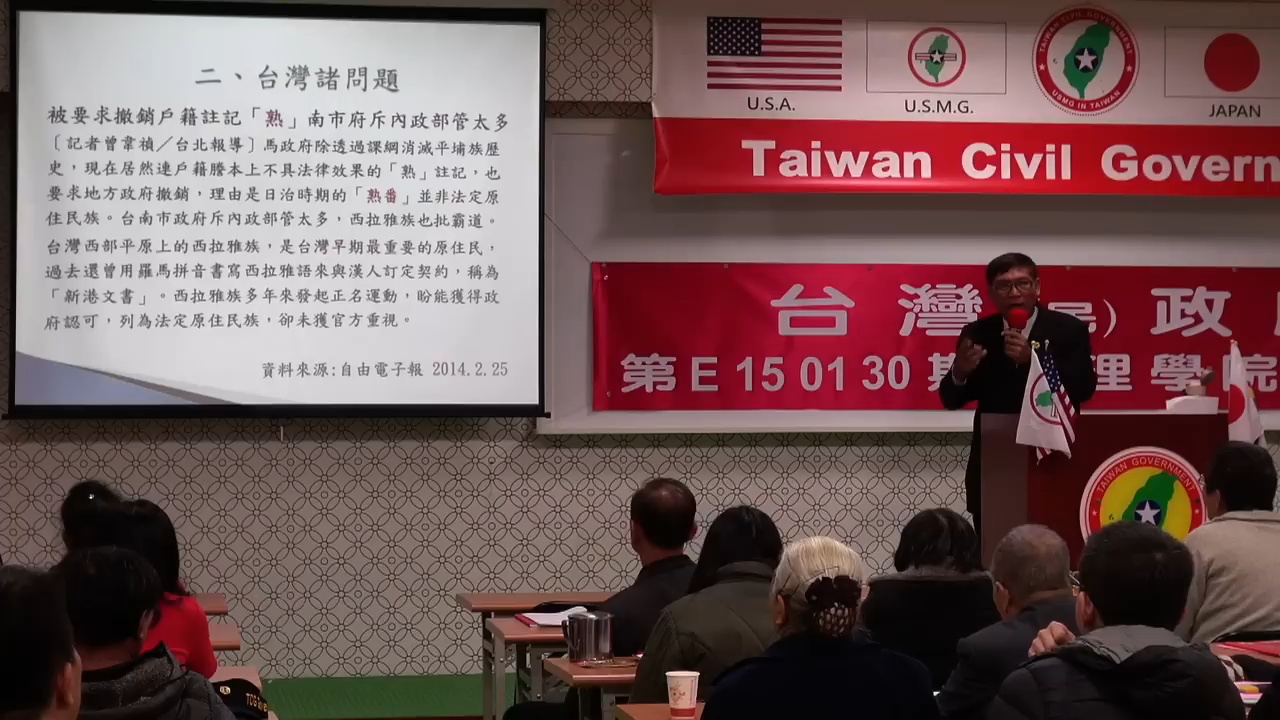 二、台灣諸問題
被要求撤銷戶籍註記「熟」南市府斥內政部管太多
〔記者曾韋禎／台北報導〕馬政府除透過課綱消滅平埔族歷
史，現在居然連戶籍謄本上不具法律效果的「熟」註記，也
要求地方政府撤銷，理由是日治時期的「熟番」並非法定原
住民族。台南市政府斥內政部管太多，西拉雅族也批霸道。
台灣西部平原上的西拉雅族，是台灣早期最重要的原住民，
過去還曾用羅馬拼音書寫西拉雅語來與漢人訂定契約，稱為
「新港文書」。西拉雅族多年來發起正名運動，盼能獲得政
府認可，列為法定原住民族，卻未獲官方重視。
資料來源:自由電子報 2014.2.25
U.S.A.
U.S.M.G.
TAIWAN CIVIL GOVERNMENT
USMG IN TAIWAN
JAPAN
Taiwan Civil Govern
台灣 民）政
第E 15 01 30 期 理學院
TAIWAN GOVERNMENT